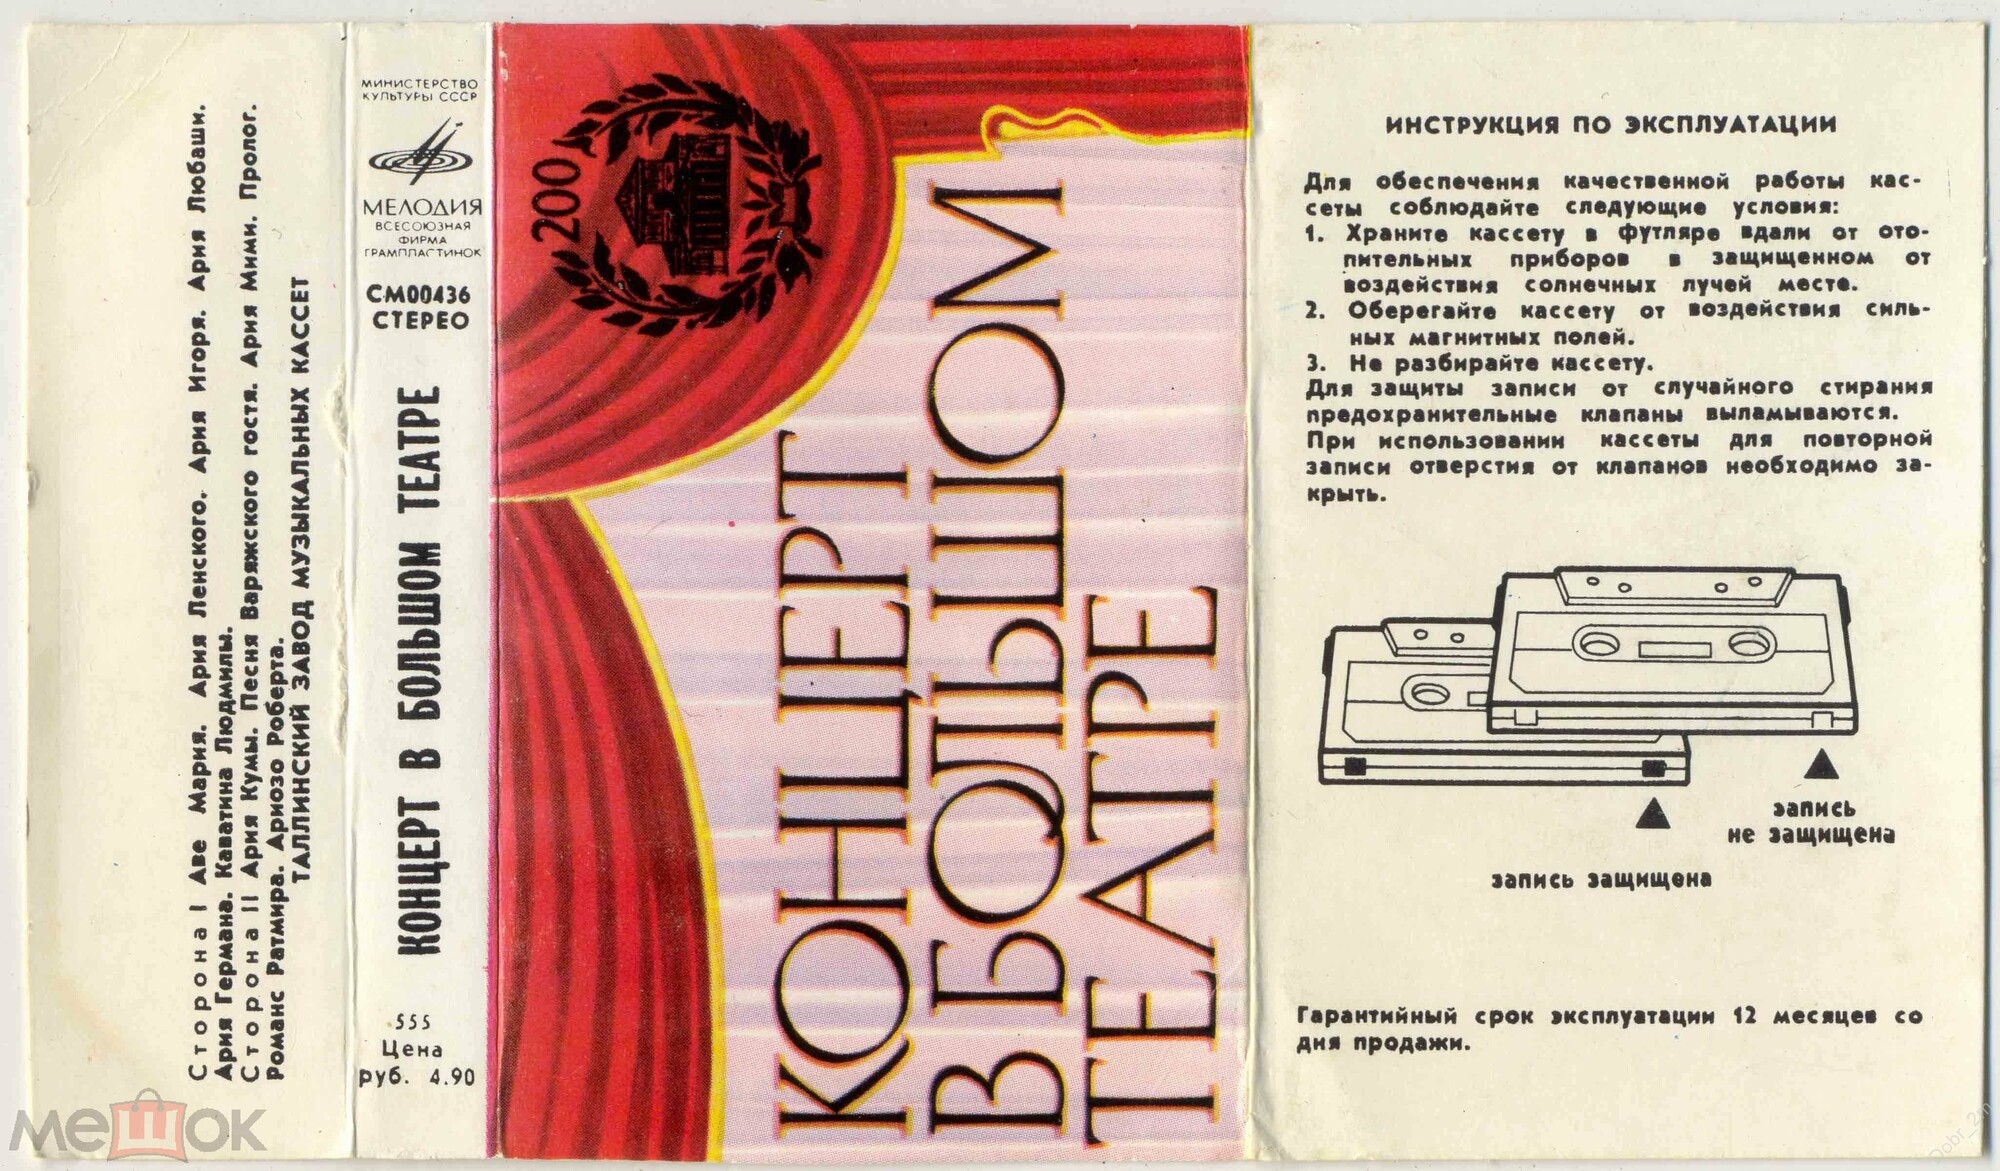 Сторона I Аве Мария. Ария Ленского. Ария Игоря. Ария Любаши.
Ария Германа. Каватина Людмилы.
Сторона II Ария Кумы. Песня Варяжского гостя. Ария Мими. Пролог.
Романс Ратмира. Ариозо Роберта.
ТАЛЛИНСКИЙ ЗАВОД МУЗЫКАЛЬНЫХ КАССЕТ
МИНИСТЕРСТВО
КУЛЬТУРЫ СССР
МЕЛОДИЯ
ВСЕСОЮЗНАЯ
ФИРМА
ГРАМПЛАСТИНОК
СМ00436
СТЕРЕО
КОНЦЕРТ В БОЛЬШОМ ТЕАТРЕ
555
Цена
руб. 4.90
200
КОНЦЕРТ
В БОЛЬШОМ
ТЕАТРЕ
ИНСТРУКЦИЯ ПО ЭКСПЛУАТАЦИИ
Для обеспечения качественной работы кас-
сеты соблюдайте следующие условия:
1. Храните кассету в футляре вдали от ото-
пительных приборов в защищенном от
воздействия солнечных лучей месте.
2. Оберегайте кассету от воздействия силь-
ных магнитных полей.
3. Не разбирайте кассету.
Для защиты записи от случайного стирания
предохранительные клапаны выламываются.
При использовании кассеты для повторной
записи отверстия от клапанов необходимо за-
крыть.
запись
не защищена
запись защищена
Гарантийный срок эксплуатации 12 месяцев со
дня продажи.
мешок